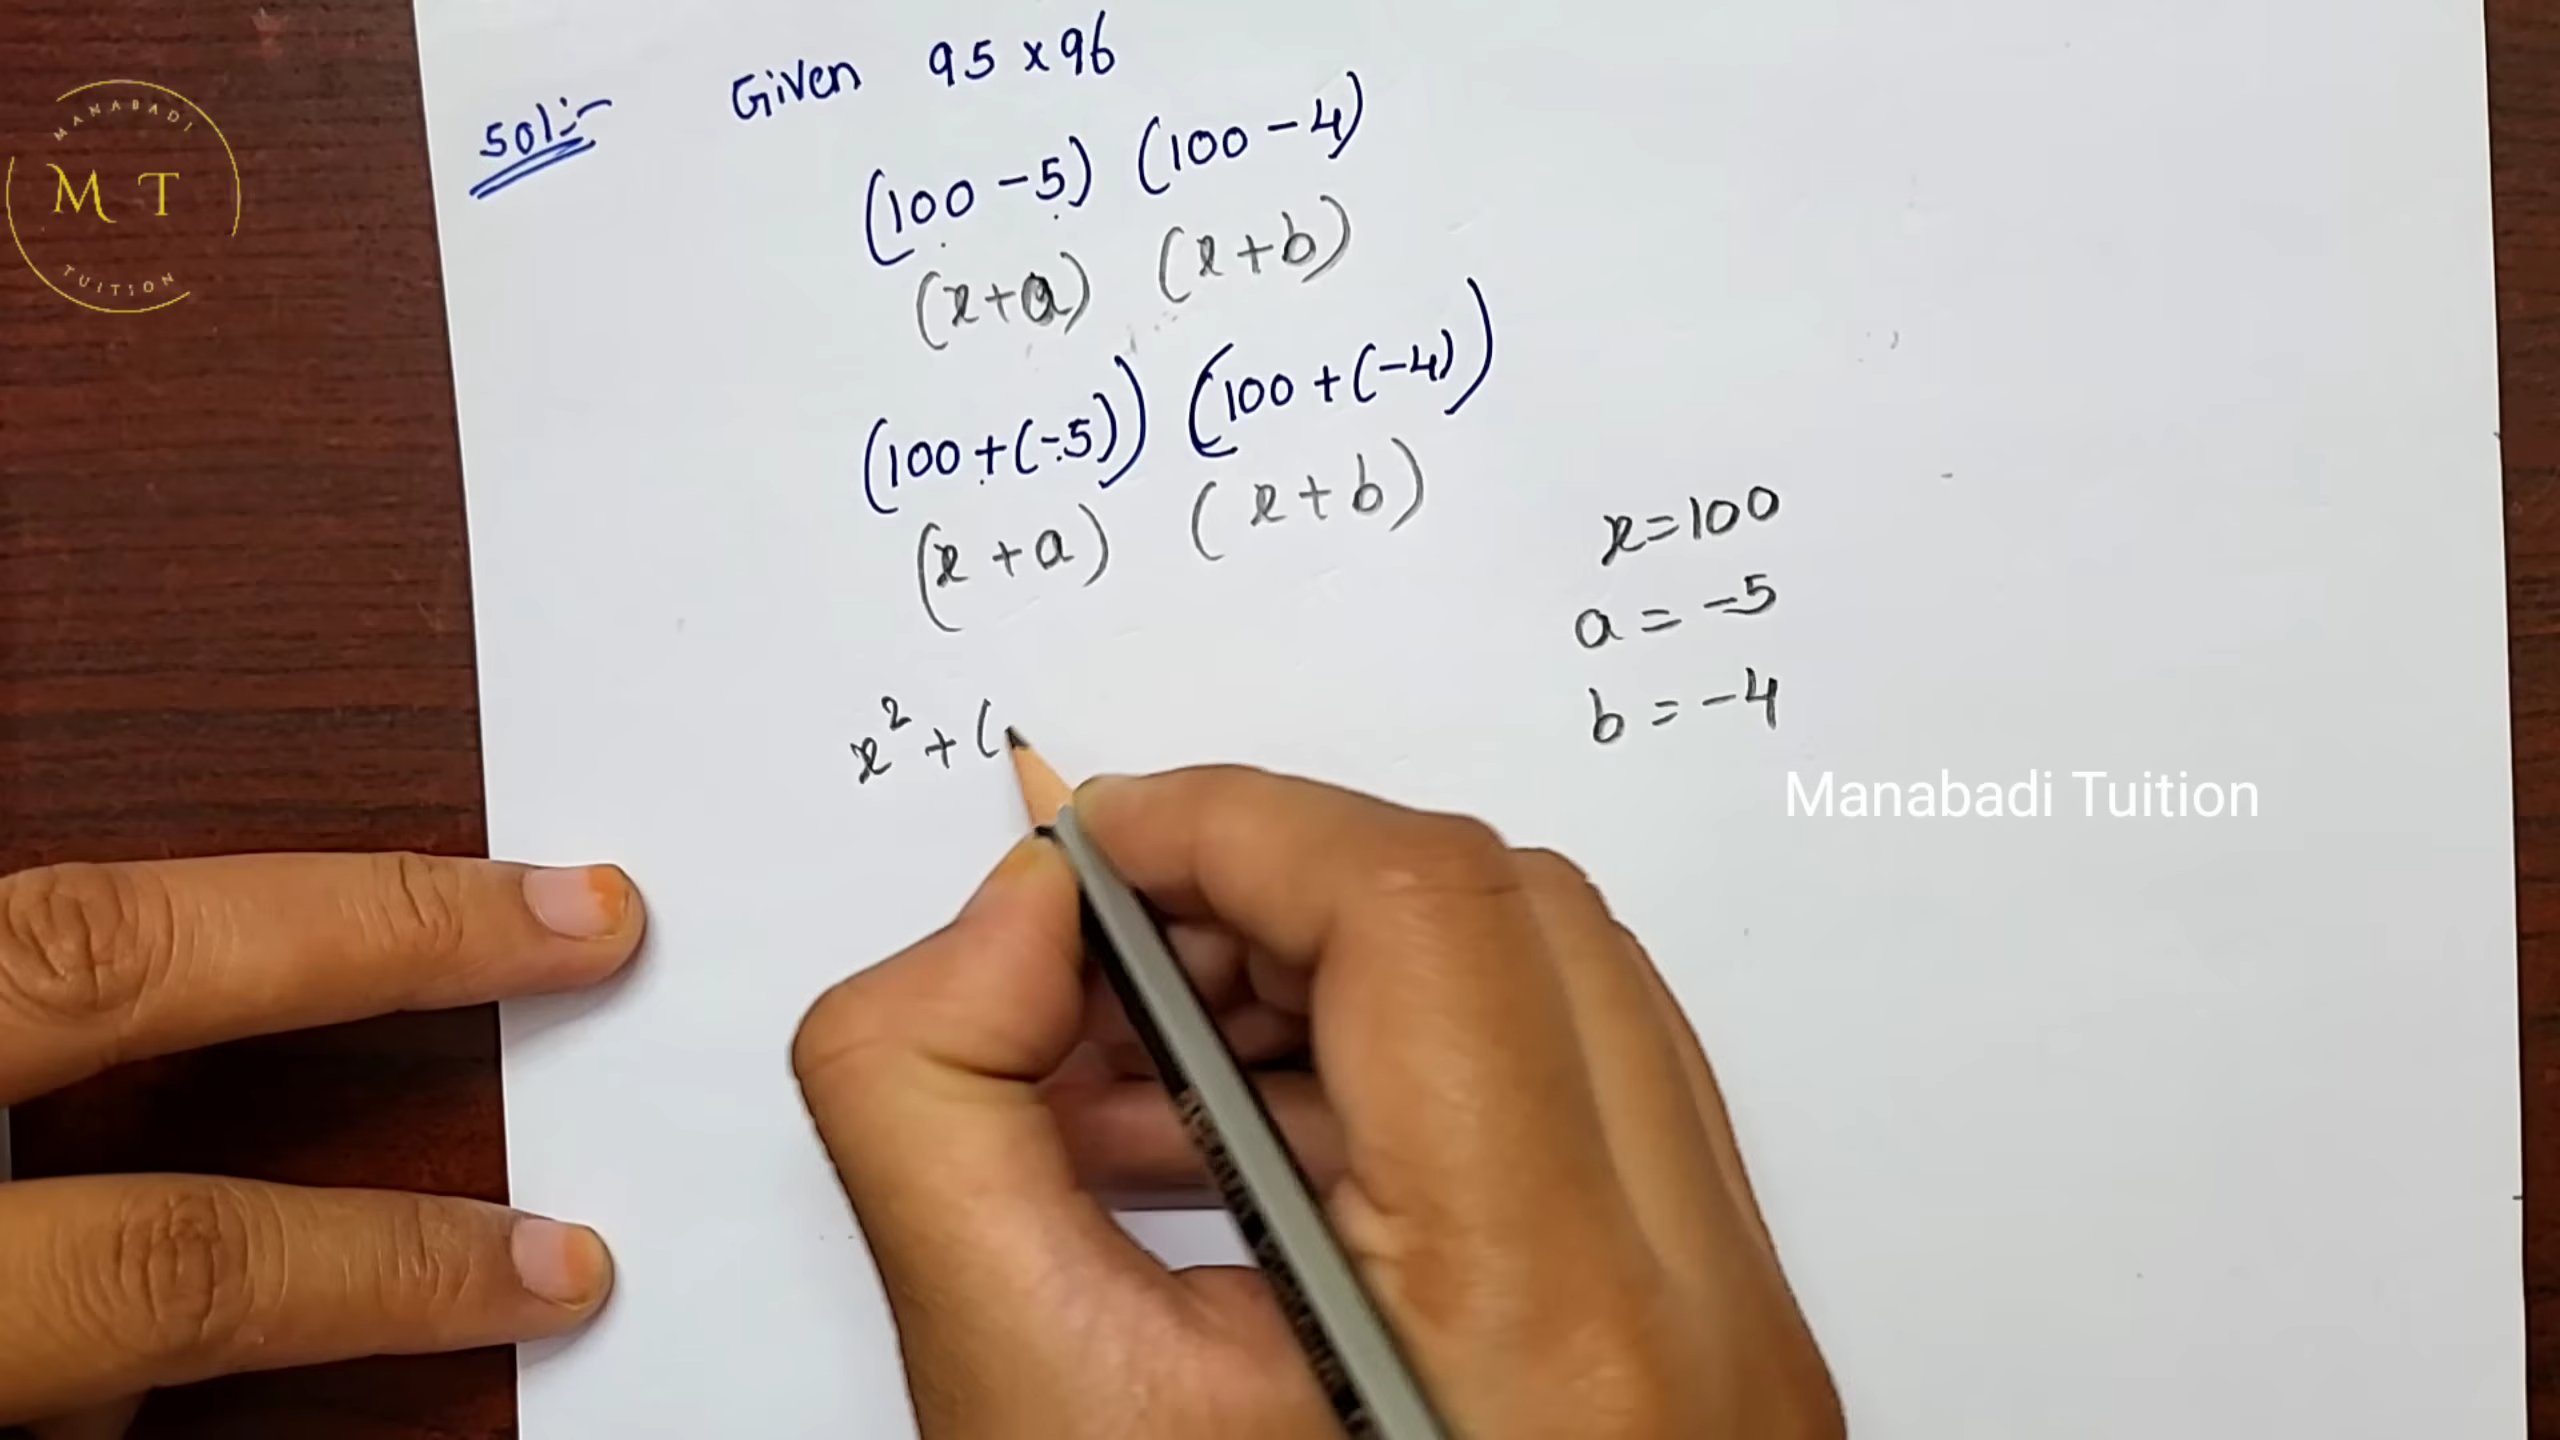 MANABADI
M T
TUITION
Sol:- Given 95 x 96
(100 - 5) (100 - 4)
(x+a) (x+b)
(100 + (-5)) (100 + (-4))
(x + a) (x + b)
x = 100
a = -5
b = -4
x² + (
Manabadi Tuition